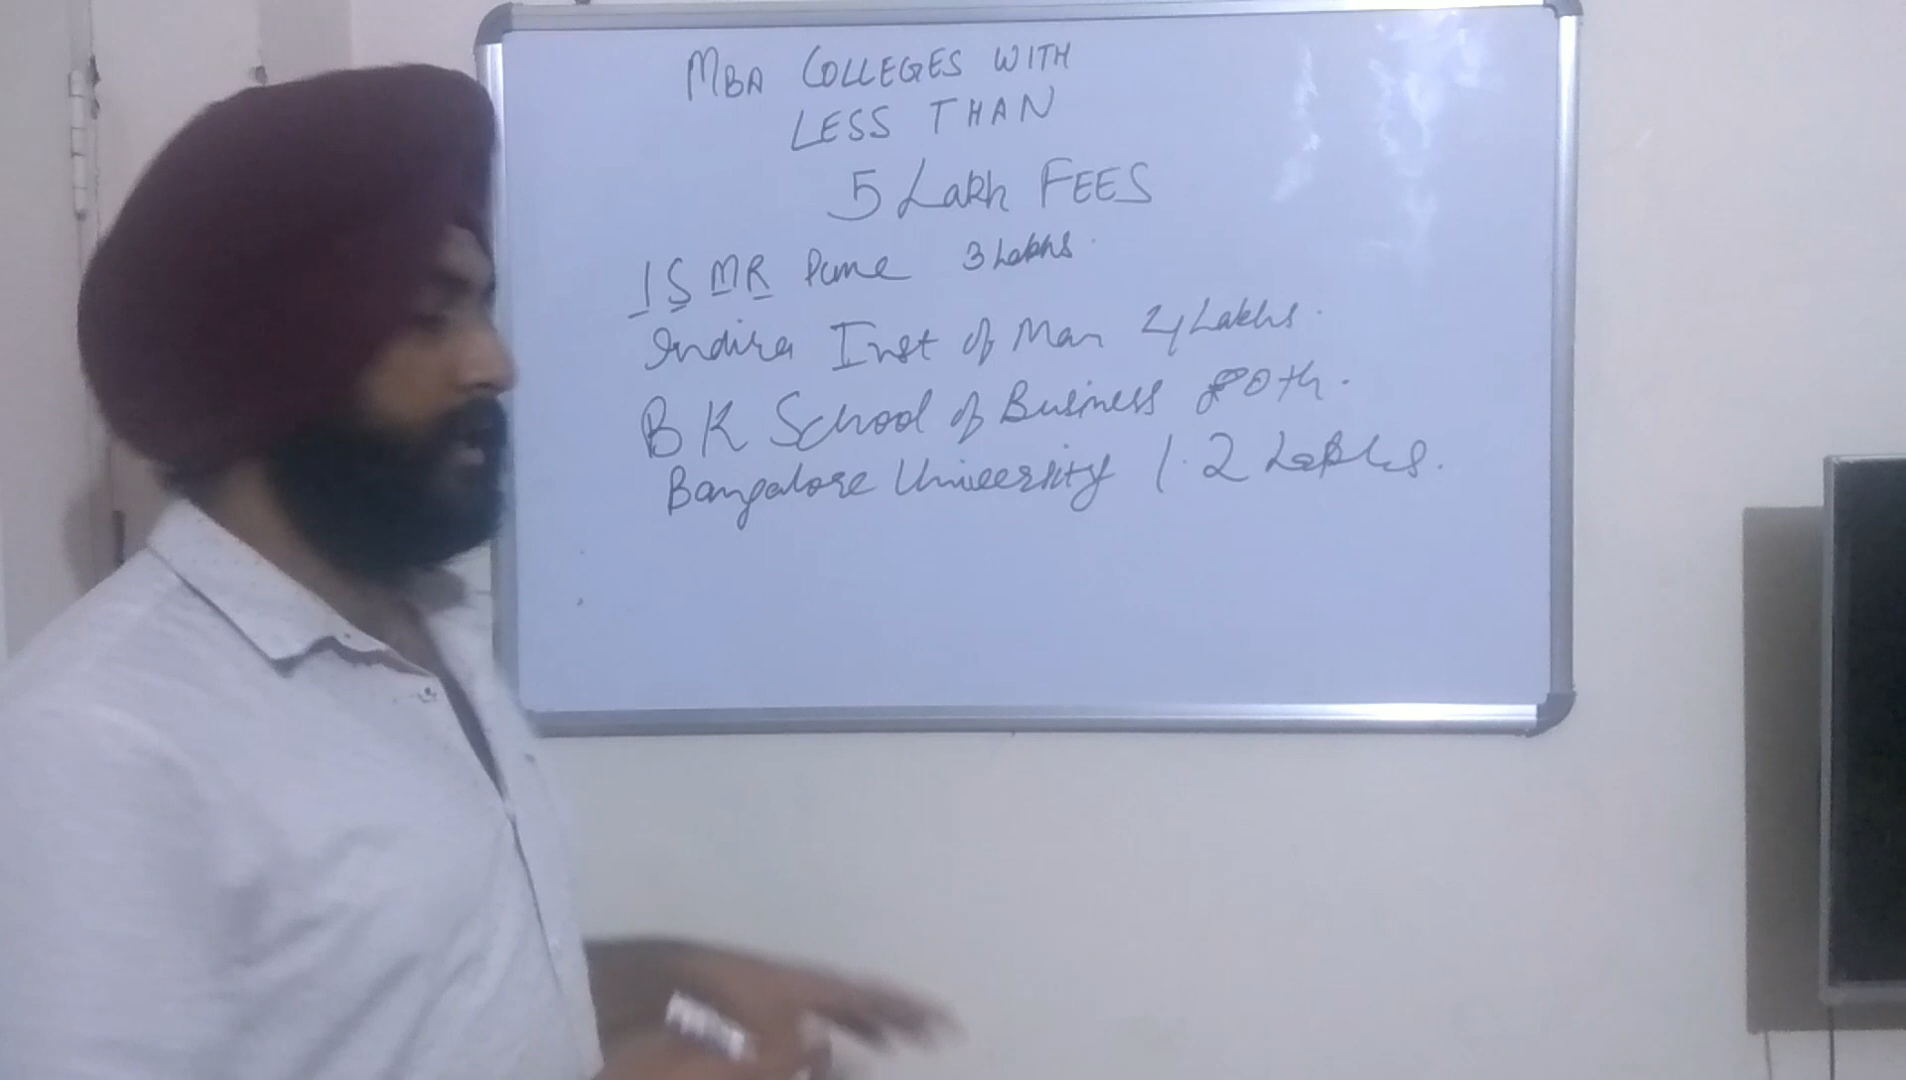 MBA COLLEGES WITH
LESS THAN
5 Lakh FEES
ISMR Pune 3 Lakhs.
Indira Inst of Man 4 Lakhs.
B K School of Business 80th.
Bangalore University 1.2 Lakhs.